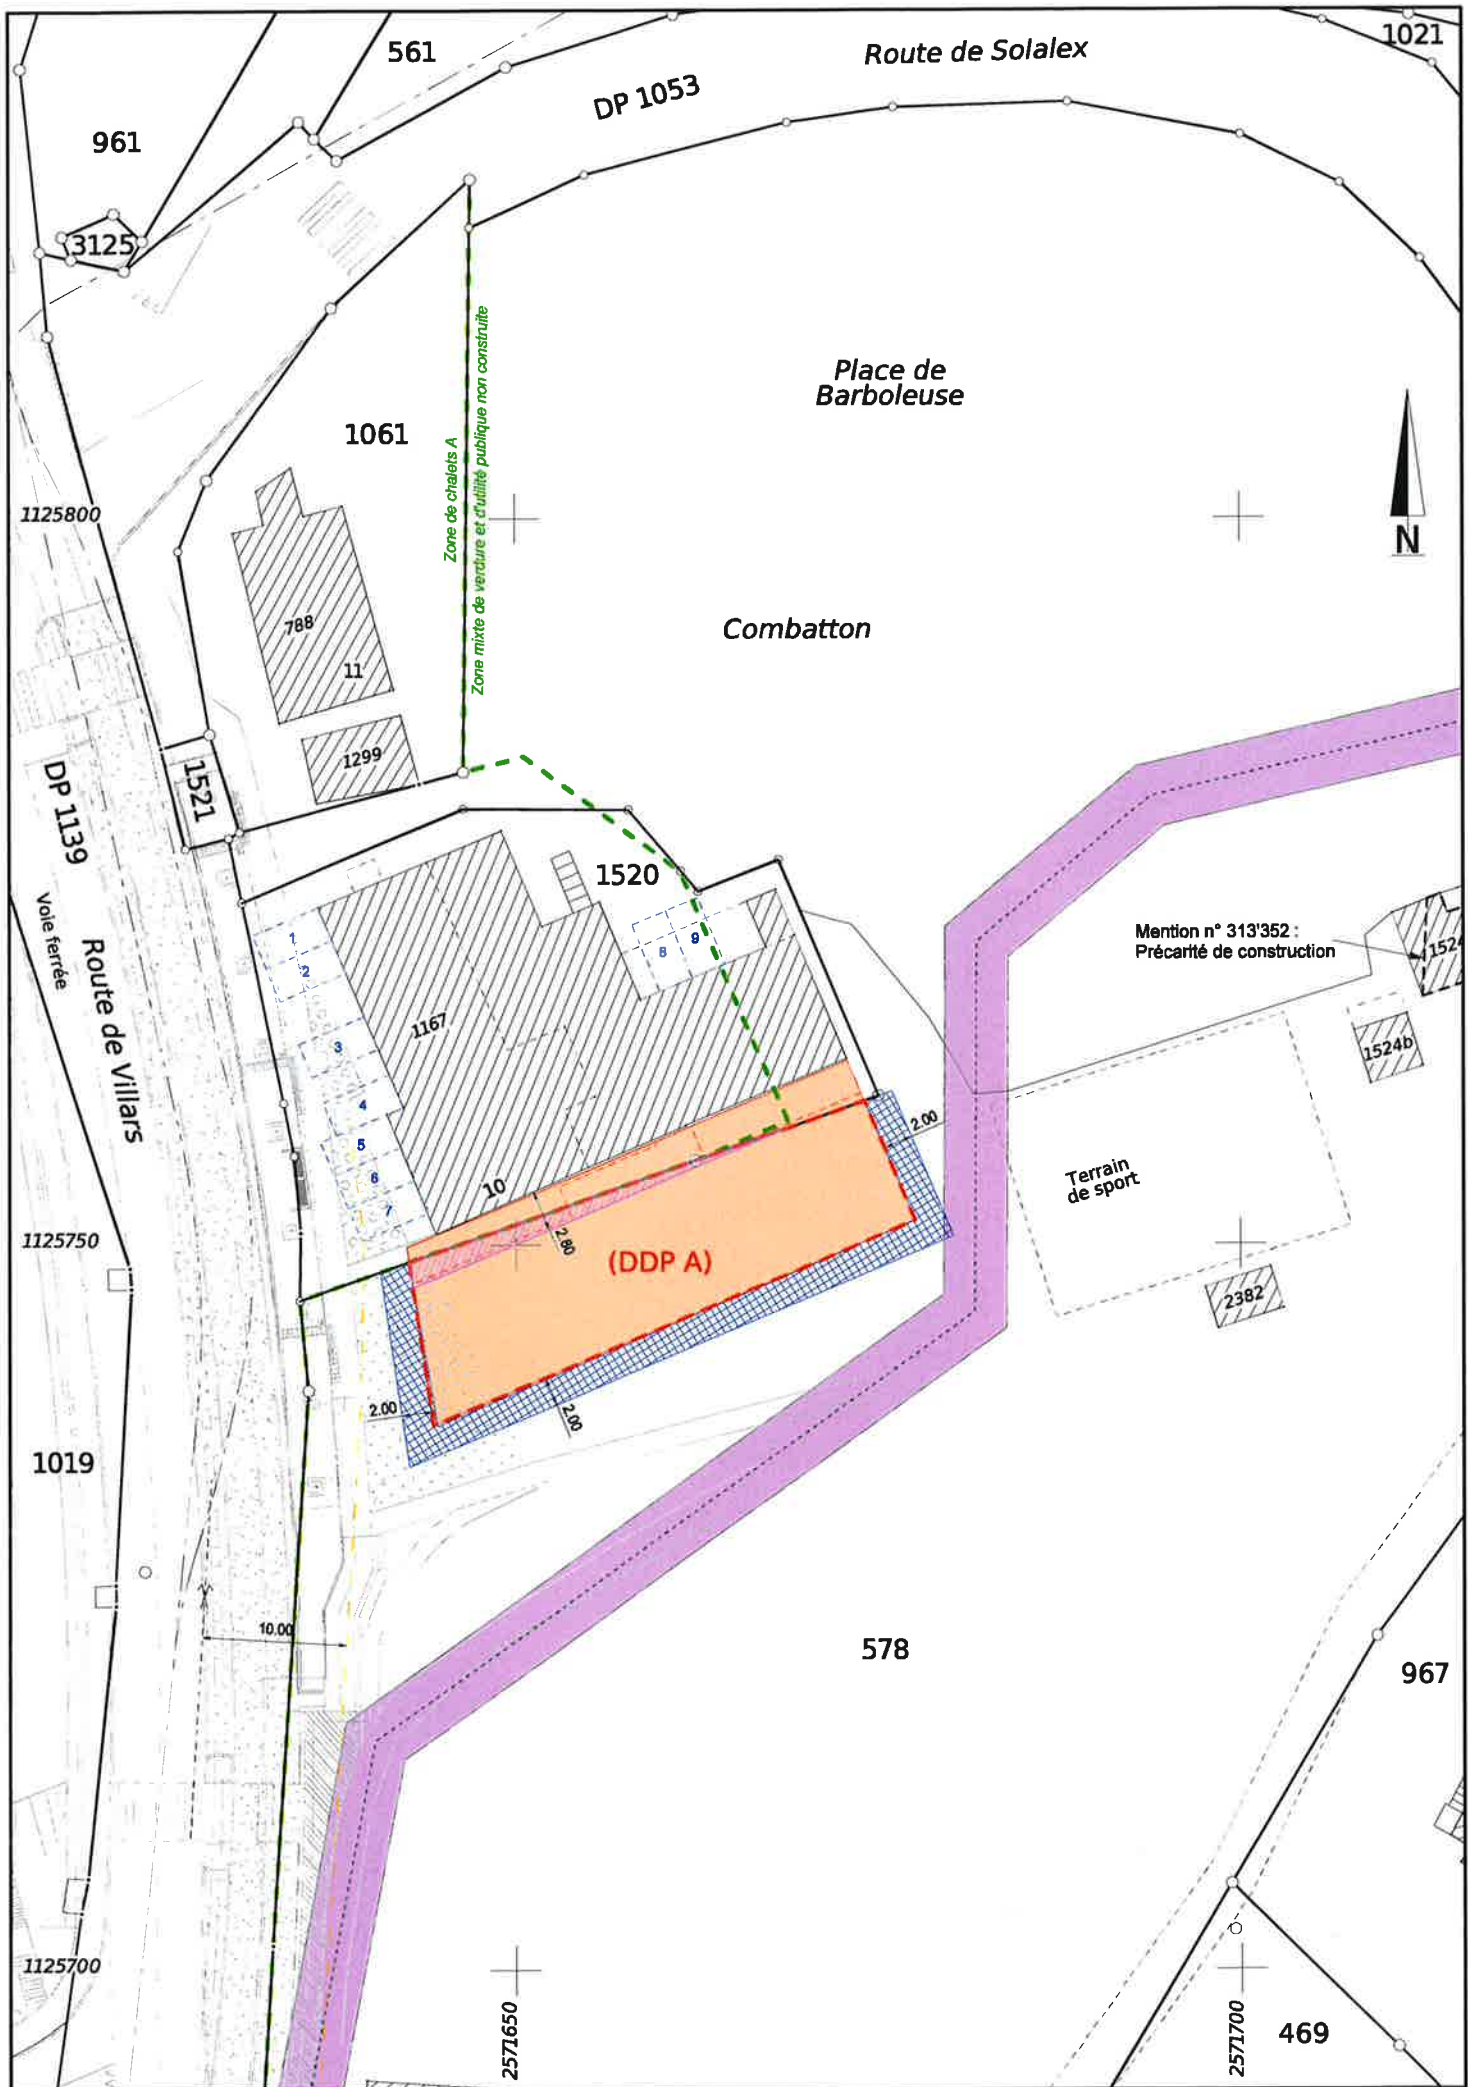 561
Route de Solalex
1021
DP 1053
961
3125
Place de
Barboleuse
1061
Zone de chalets A
Zone mixte de verdure et d'utilité publique non construite
1125800
N
788
11
Combatton
1299
1521
DP 1139
1520
Voie ferrée
Route de Villars
1
2
8
9
Mention n° 313'352 :
Précarité de construction
1524
1167
3
1524b
4
5
6
7
2.00
Terrain
de sport
10
1125750
2.80
(DDP A)
2382
2.00
2.00
1019
10.00
578
967
1125700
2571650
2571700
469